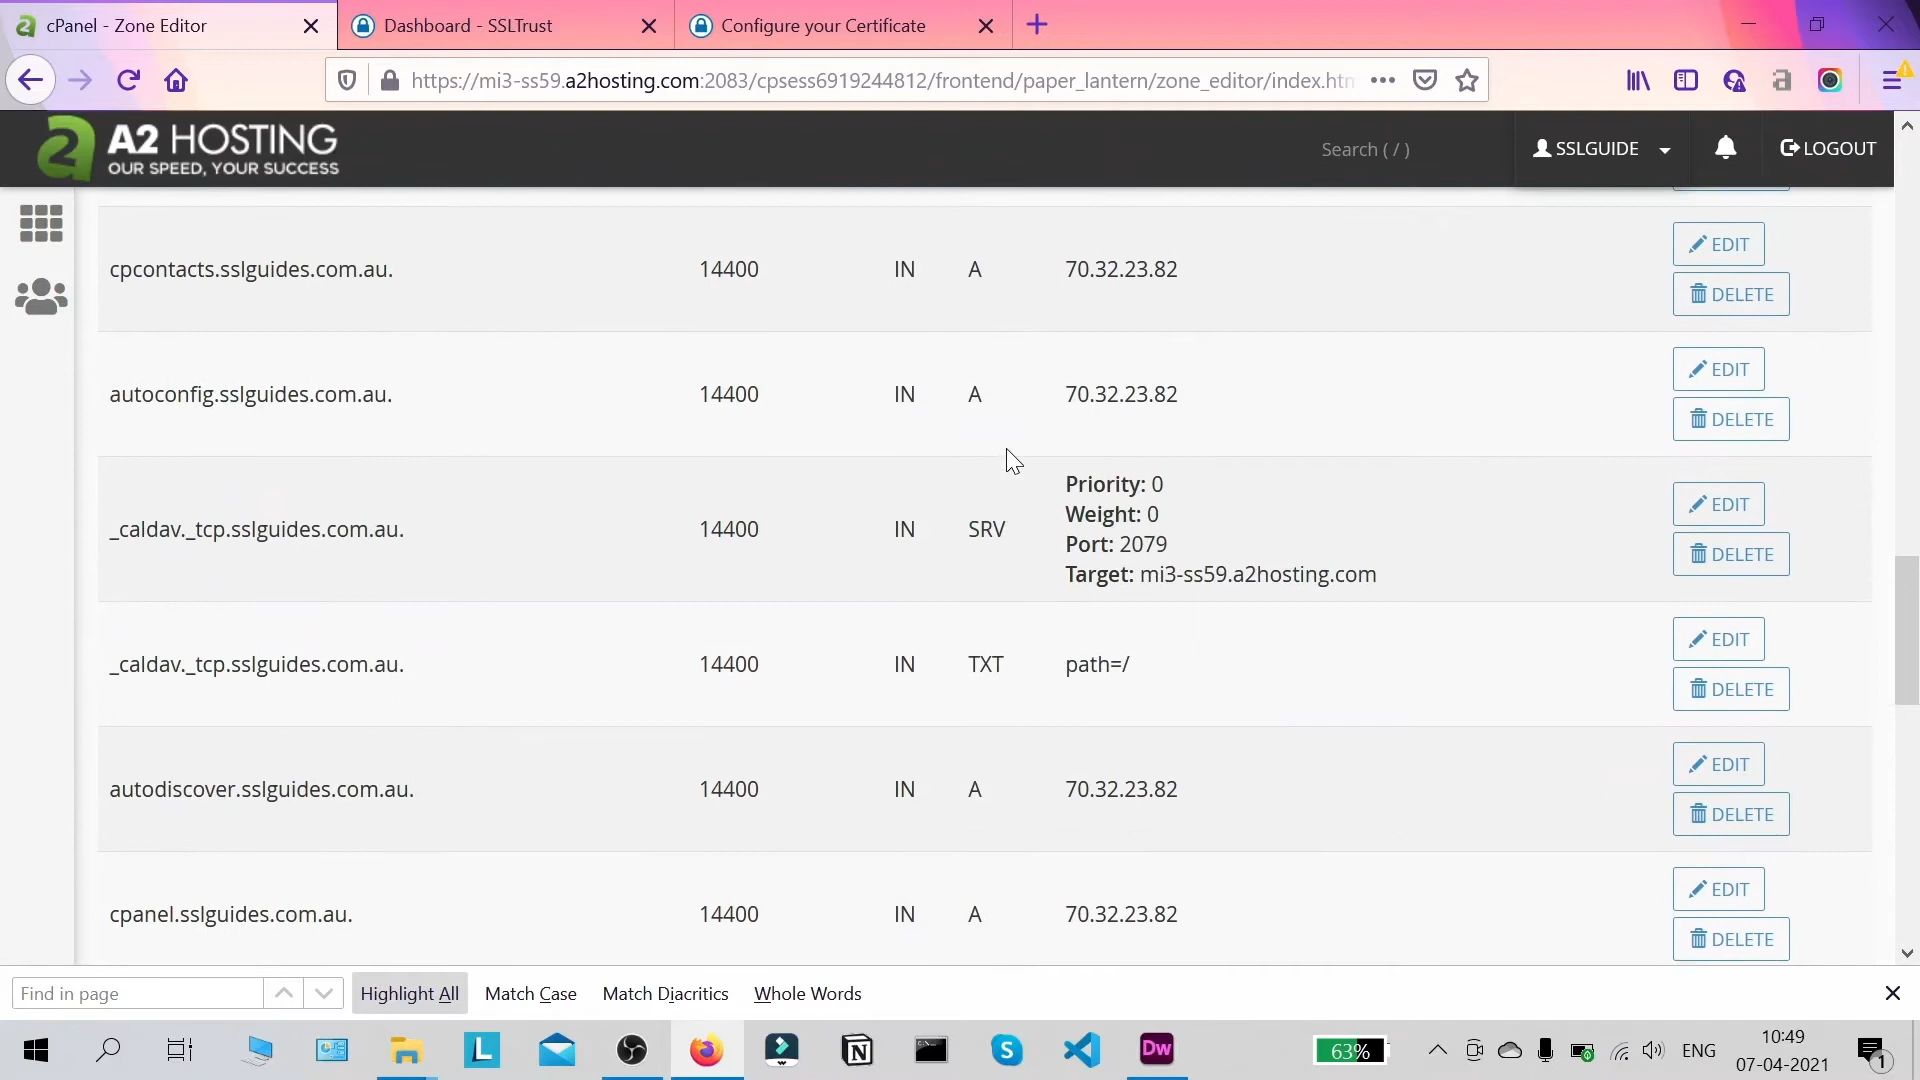 cPanel - Zone Editor
Dashboard - SSLTrust
Configure your Certificate
https://mi3-ss59.a2hosting.com:2083/cpsess6919244812/frontend/paper_lantern/zone_editor/index.htm
A2 HOSTING
OUR SPEED, YOUR SUCCESS
Search ( / )
SSLGUIDE
LOGOUT
cpcontacts.sslguides.com.au. 14400 IN A 70.32.23.82
EDIT
DELETE
autoconfig.sslguides.com.au. 14400 IN A 70.32.23.82
EDIT
DELETE
_caldav._tcp.sslguides.com.au. 14400 IN SRV
Priority: 0
Weight: 0
Port: 2079
Target: mi3-ss59.a2hosting.com
EDIT
DELETE
_caldav._tcp.sslguides.com.au. 14400 IN TXT path=/
EDIT
DELETE
autodiscover.sslguides.com.au. 14400 IN A 70.32.23.82
EDIT
DELETE
cpanel.sslguides.com.au. 14400 IN A 70.32.23.82
EDIT
DELETE
Find in page
Highlight All
Match Case
Match Diacritics
Whole Words
L
N
S
Dw
63%
ENG
10:49
07-04-2021
1